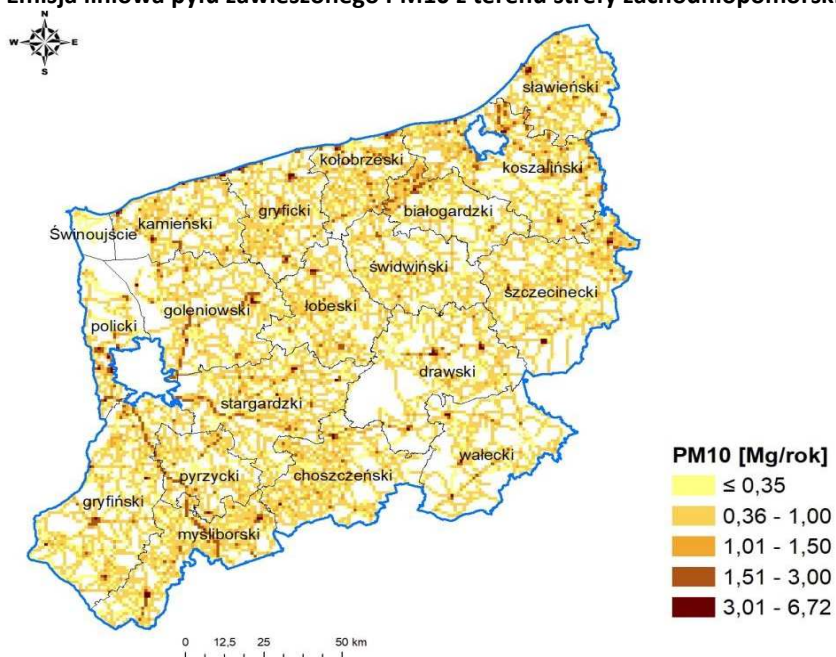 Emisja liniowa pyłu zawieszonego PM10 z terenu strefy zachodniopomorski
N
W E
S
sławieński
kołobrzeski
koszaliński
gryficki
białogardzki
kamieński
Świnoujście
świdwiński
szczecinecki
goleniowski
łobeski
policki
drawski
stargardzki
wałecki
pyrzycki
choszczeński
gryfiński
myśliborski
PM10 [Mg/rok]
≤ 0,35
0,36 - 1,00
1,01 - 1,50
1,51 - 3,00
3,01 - 6,72
0 12,5 25 50 km